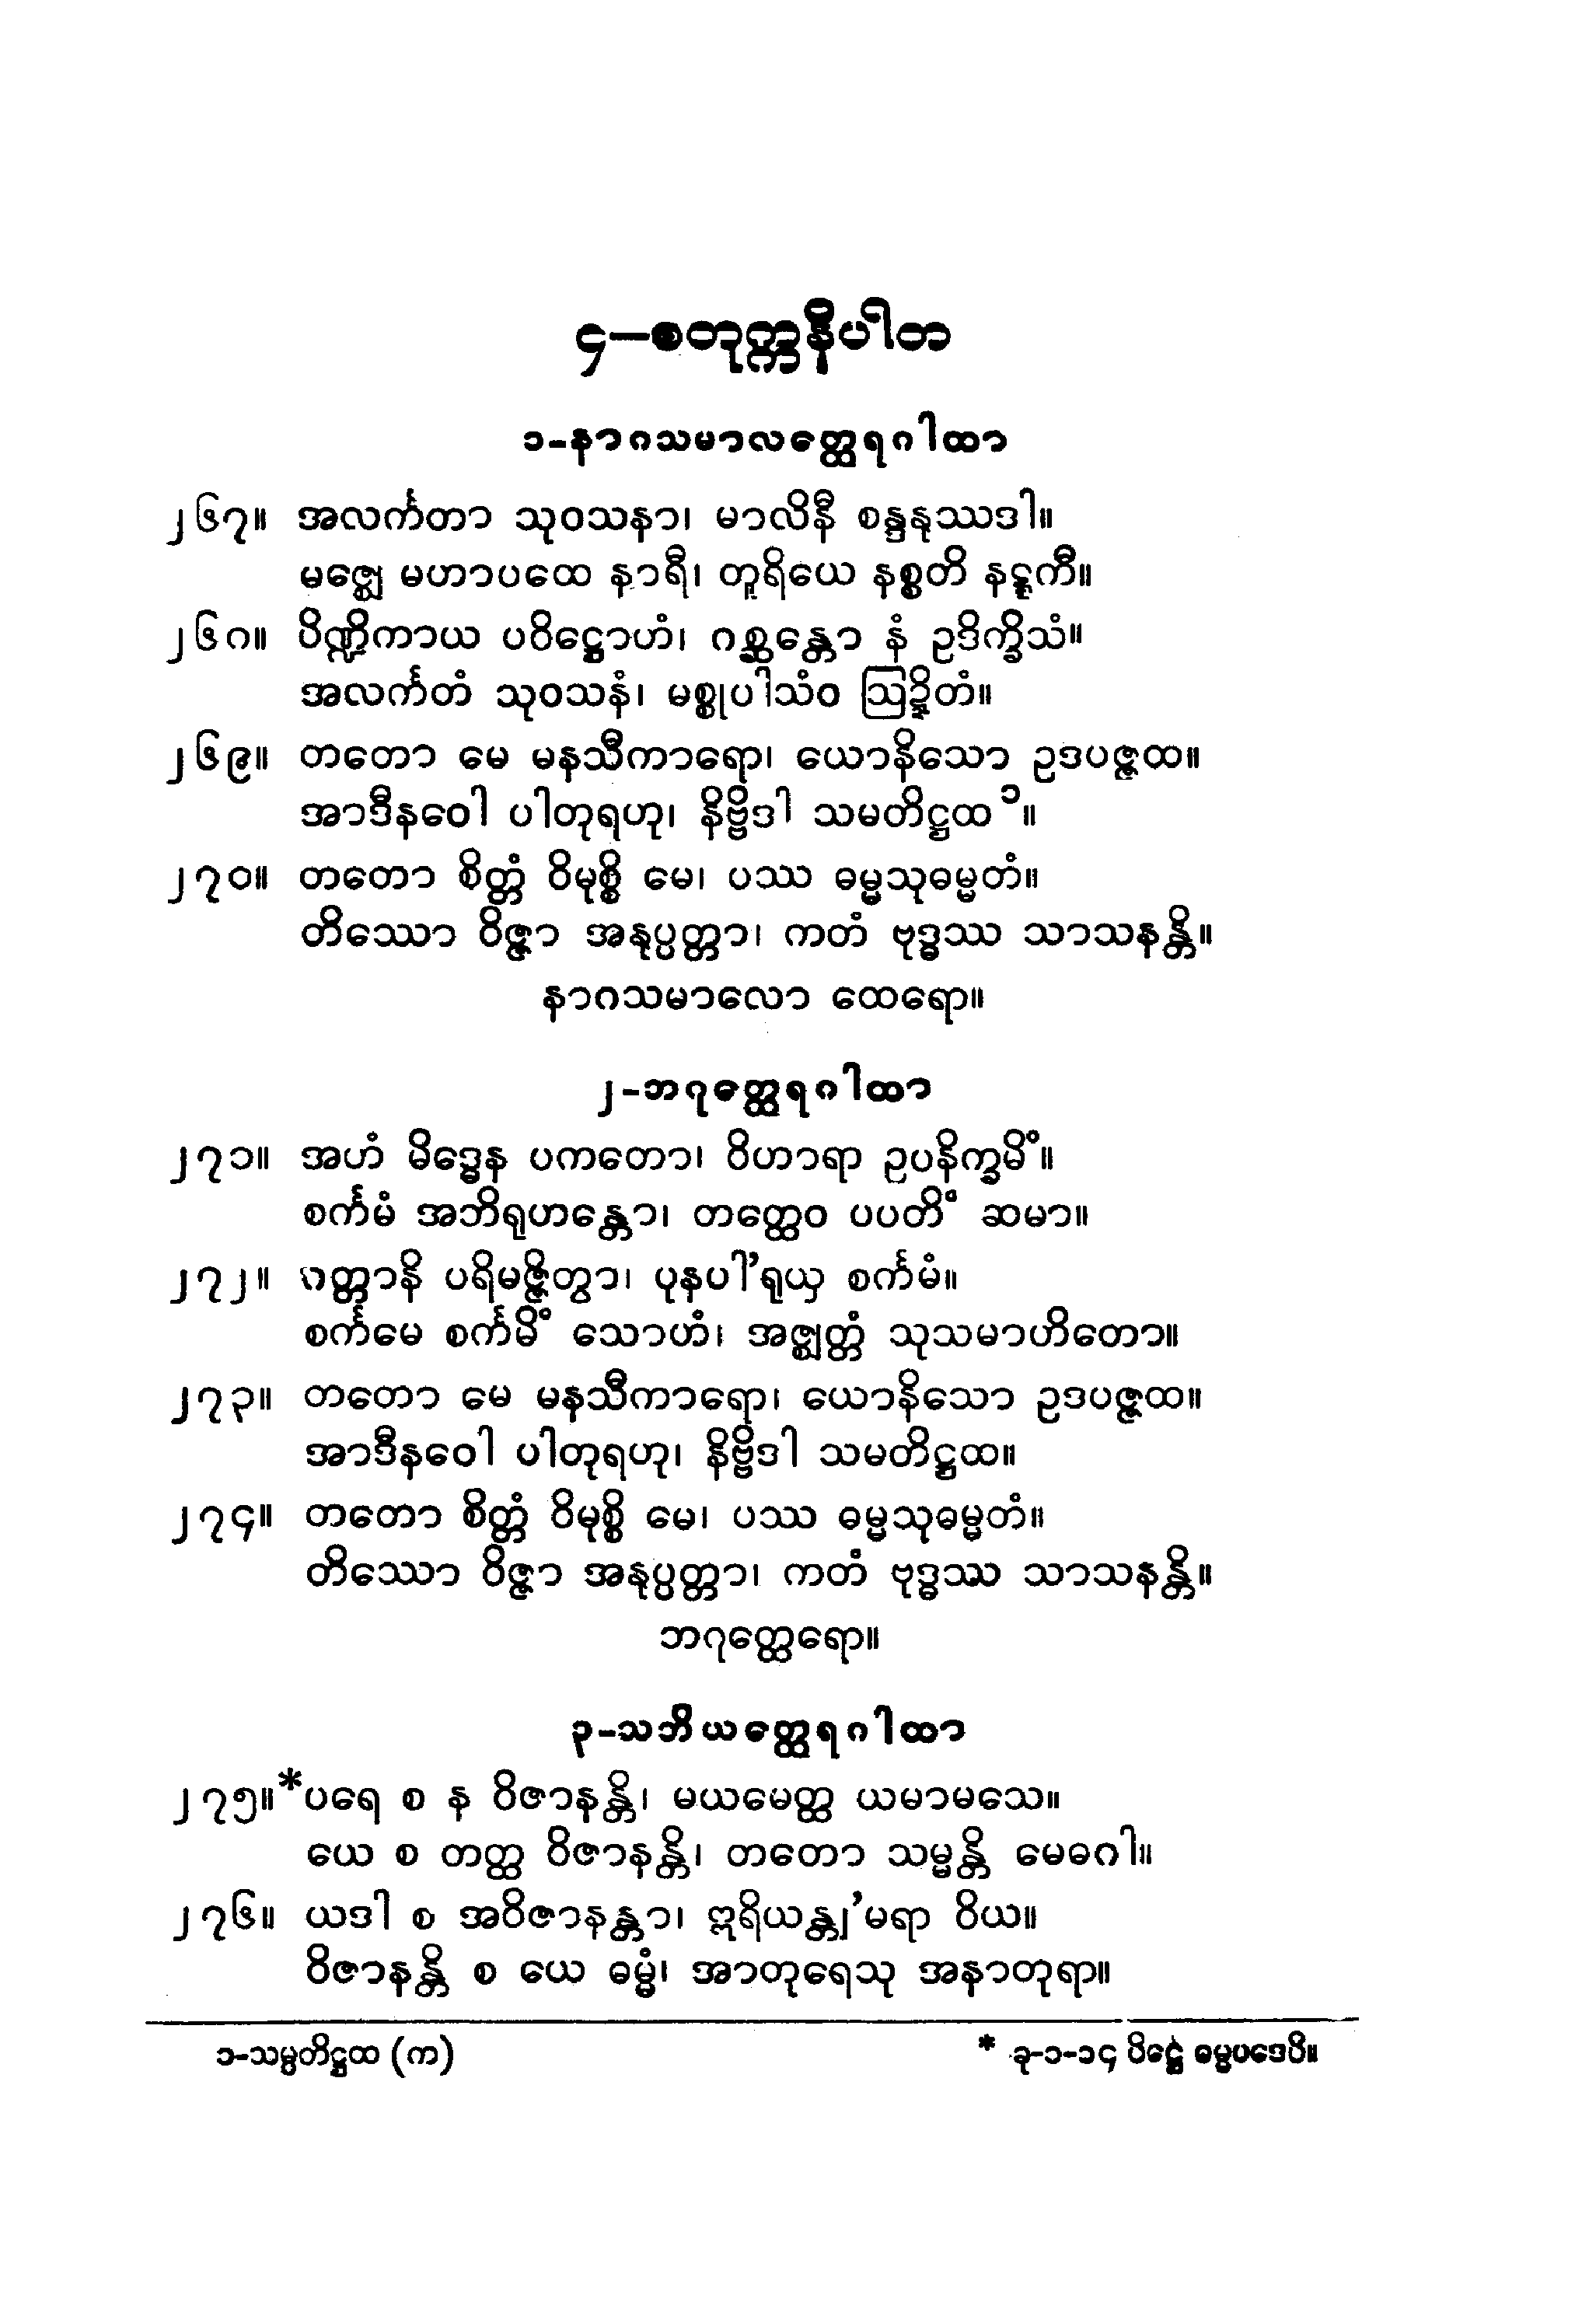 ၄–စတုက္ကနိပါတ
၁-နာဂသမာလတ္ထေရဂါထာ
၂၆၇။ အလင်္ကတာ သုဝသနာ၊ မာလိနီ စန္ဒနုဿဒါ။
မဇ္ဈေ မဟာပထေ နာရီ၊ တူရိယေ နစ္စတိ နဋ္ဋကီ။
၂၆၈။ ပိဏ္ဍိကာယ ပဝိဋ္ဌောဟံ၊ ဂစ္ဆန္တော နံ ဥဒိက္ခိသံ။
အလင်္ကတံ သုဝသနံ၊ မစ္စုပါသံဝ ဩဍ္ဍိတံ။
၂၆၉။ တတော မေ မနသီကာရော၊ ယောနိသော ဥဒပဇ္ဇထ။
အာဒီနဝေါ ပါတုရဟု၊ နိဗ္ဗိဒါ သမတိဋ္ဌထ ၁။
၂၇၀။ တတော စိတ္တံ ဝိမုစ္စိ မေ၊ ပဿ ဓမ္မသုဓမ္မတံ။
တိဿော ဝိဇ္ဇာ အနုပ္ပတ္တာ၊ ကတံ ဗုဒ္ဓဿ သာသနန္တိ။
နာဂသမာလော ထေရော။
၂-ဘဂုတ္ထေရဂါထာ
၂၇၁။ အဟံ မိဒ္ဓေန ပကတော၊ ဝိဟာရာ ဥပနိက္ခမိံ။
စင်္ကမံ အဘိရုဟန္တော၊ တတ္ထေဝ ပပတိံ ဆမာ။
၂၇၂။ ဂတ္တာနိ ပရိမဇ္ဇိတွာ၊ ပုနပါ’ရုယှ စင်္ကမံ။
စင်္ကမေ စင်္ကမိံ သောဟံ၊ အဇ္ဈတ္တံ သုသမာဟိတော။
၂၇၃။ တတော မေ မနသီကာရော၊ ယောနိသော ဥဒပဇ္ဇထ။
အာဒီနဝေါ ပါတုရဟု၊ နိဗ္ဗိဒါ သမတိဋ္ဌထ။
၂၇၄။ တတော စိတ္တံ ဝိမုစ္စိ မေ၊ ပဿ ဓမ္မသုဓမ္မတံ။
တိဿော ဝိဇ္ဇာ အနုပ္ပတ္တာ၊ ကတံ ဗုဒ္ဓဿ သာသနန္တိ။
ဘဂုတ္ထေရော။
၃-သဘိယတ္ထေရဂါထာ
၂၇၅။*ပရေ စ န ဝိဇာနန္တိ၊ မယမေတ္ထ ယမာမသေ။
ယေ စ တတ္ထ ဝိဇာနန္တိ၊ တတော သမ္မန္တိ မေဓဂါ။
၂၇၆။ ယဒါ စ အဝိဇာနန္တာ၊ ဣရိယန္တျ’မရာ ဝိယ။
ဝိဇာနန္တိ စ ယေ ဓမ္မံ၊ အာတုရေသု အနာတုရာ။
၁-သမ္ပတိဋ္ဌထ (က)
* ခု-၁-၁၄ ပိဋ္ဌေ ဓမ္မပဒေပိ။